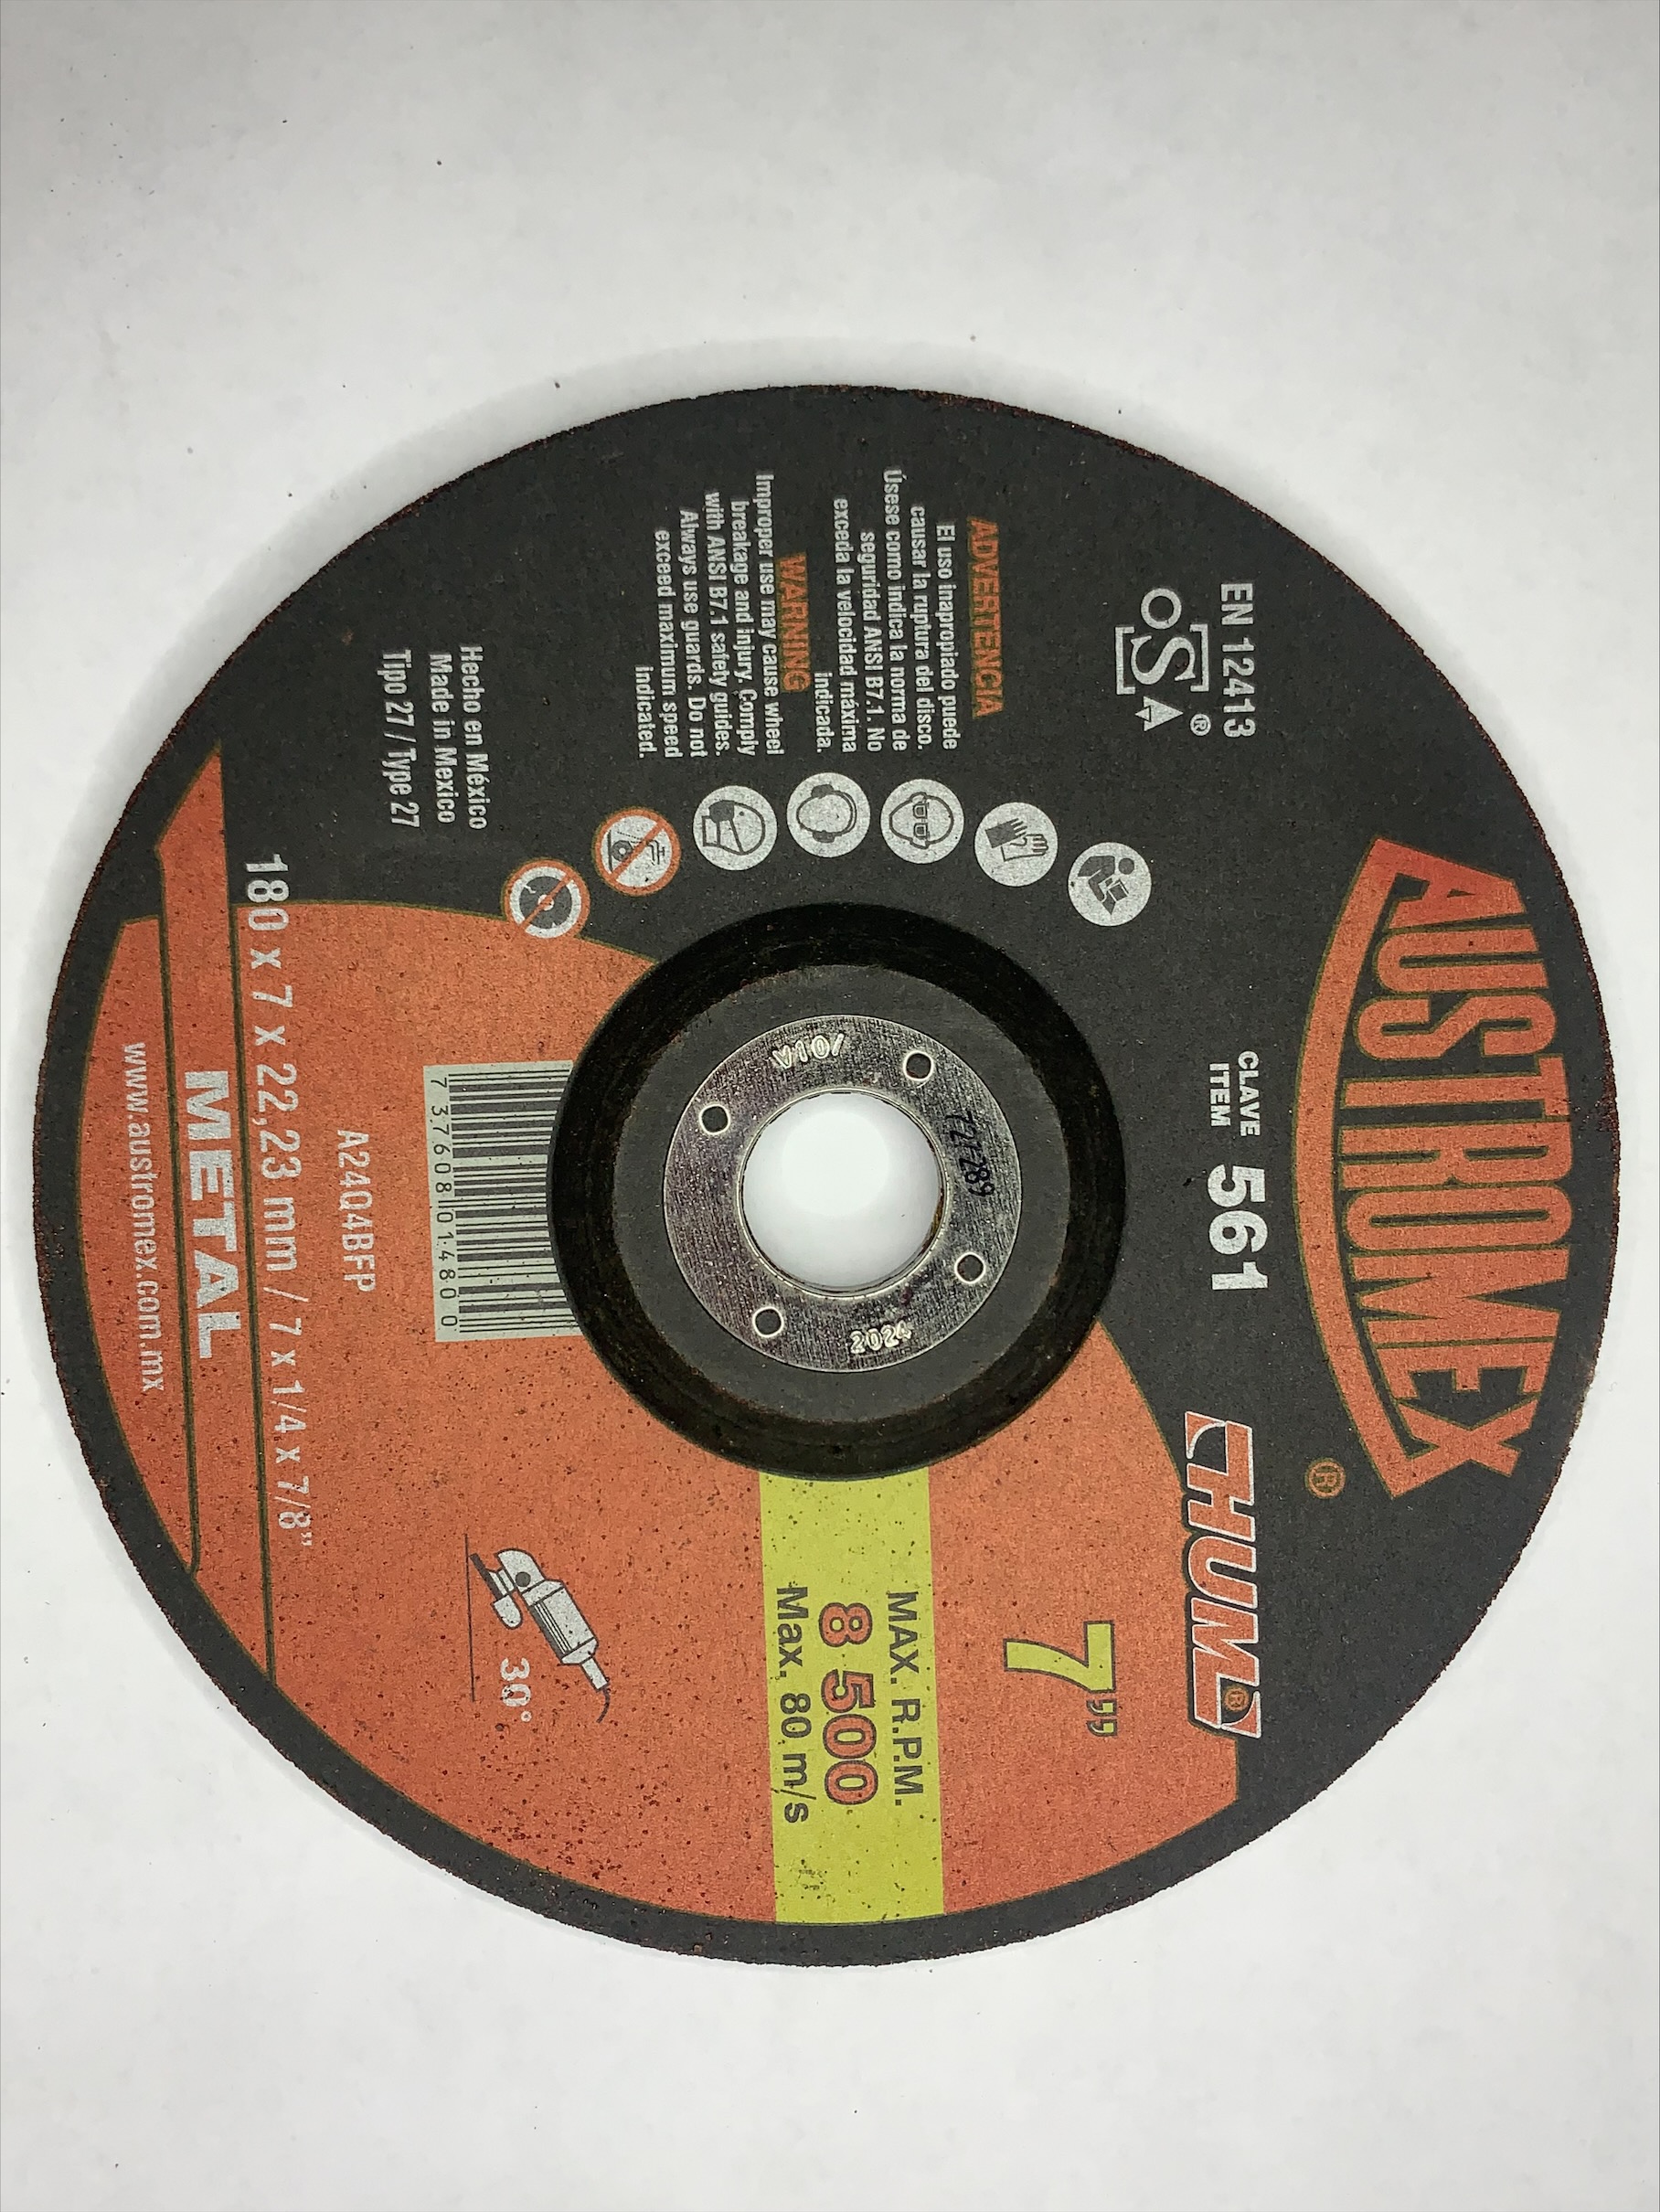 AUSTROMEX
®
EN 12413
oSA®
CLAVE
ITEM
561
THUM®
ADVERTENCIA
El uso inapropiado puede
causar la ruptura del disco.
Úsese como indica la norma de
seguridad ANSI B7.1. No
exceda la velocidad máxima
indicada.
WARNING
Improper use may cause wheel
breakage and injury. Comply
with ANSI B7.1 safety guides.
Always use guards. Do not
exceed maximum speed
indicated.
7”
MAX. R.P.M.
8 500
Max. 80 m/s
72-289
V10/
2024
30°
Hecho en México
Made in Mexico
Tipo 27 / Type 27
7 37608 01480 0
A24Q4BFP
180 x 7 x 22,23 mm / 7 x 1/4 x 7/8”
METAL
www.austromex.com.mx